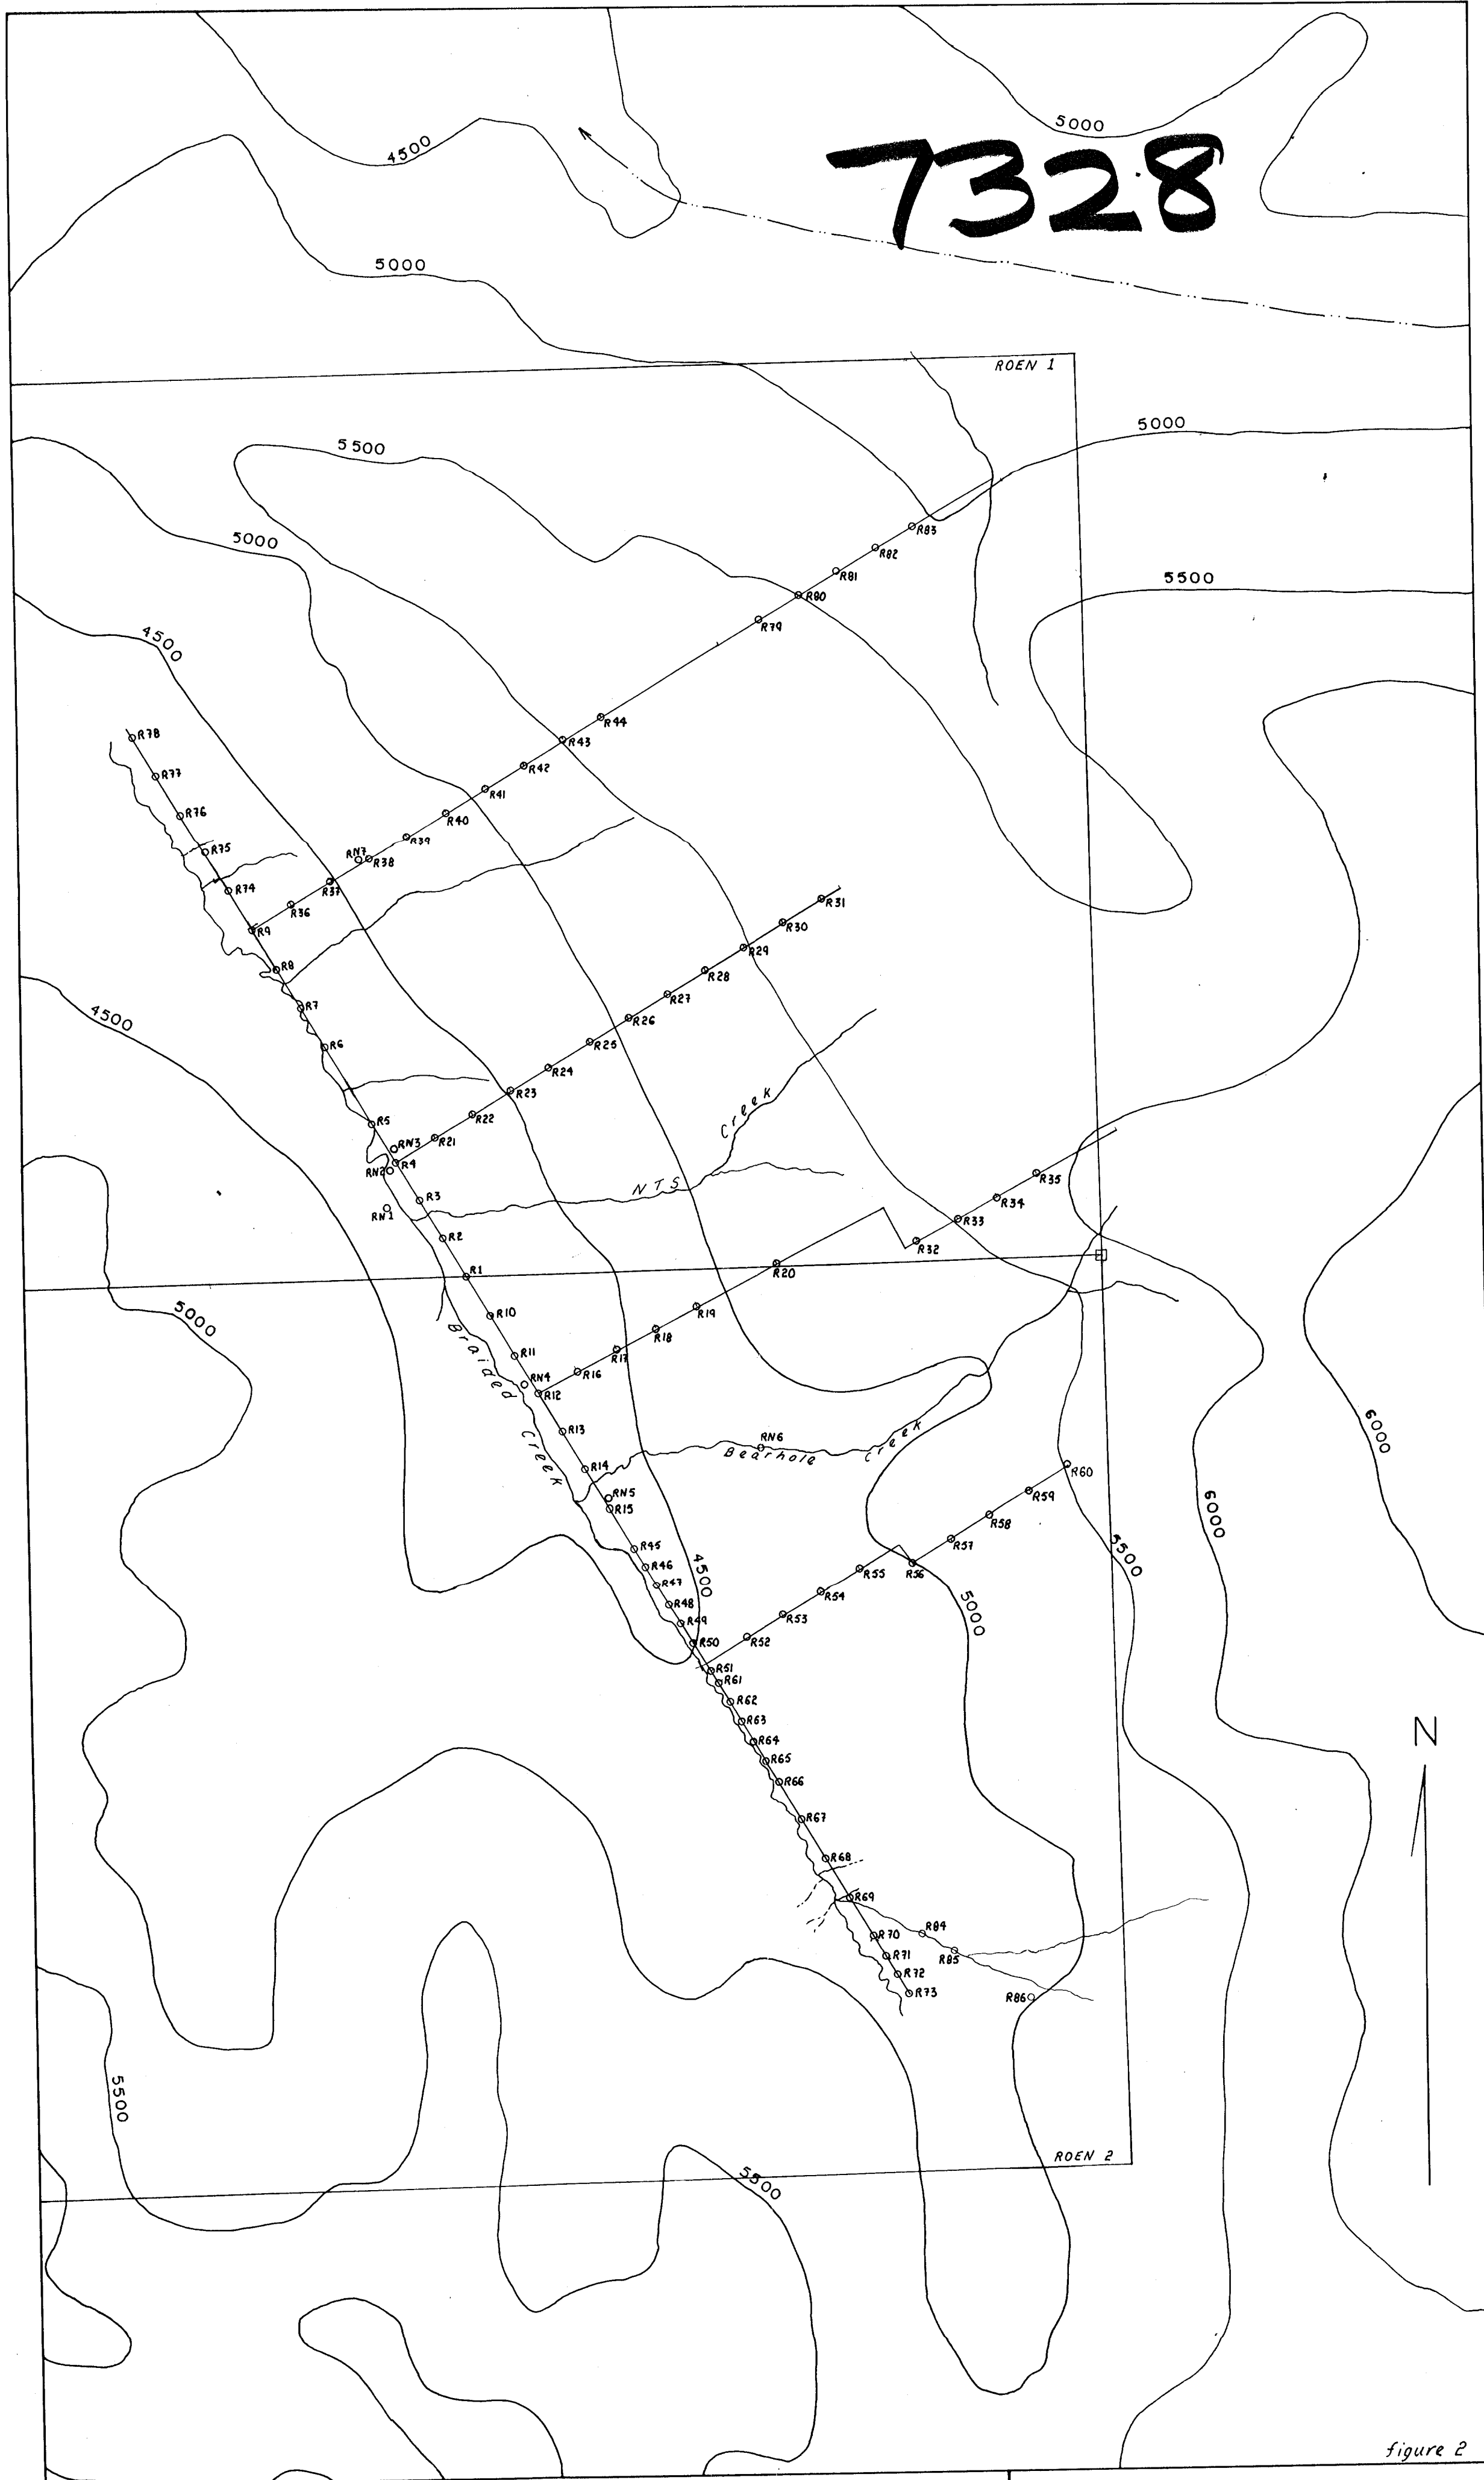 4500
5000
7328
5000
ROEN 1
5000
5500
5000
5500
4500
R83
R82
R81
R80
R79
R44
R43
R42
R41
R40
R39
RN7
R38
R37
R36
R78
R77
R76
R75
R74
R9
R8
R7
R6
R5
R31
R30
R29
R28
R27
R26
R25
R24
R23
R22
R21
RN3
R4
RN2
R3
RN1
R2
R1
4500
NTS Creek
R35
R34
R33
R32
R20
R19
R18
R17
R16
R10
R11
RN4
R12
R13
R14
RN5
R15
5000
Braided Creek
RN6
Bearhole Creek
6000
6000
5500
R60
R59
R58
R57
R56
R55
R54
R53
R52
5000
4500
R45
R46
R47
R48
R49
R50
R51
R61
R62
R63
R64
R65
R66
R67
R68
R69
R70
R71
R72
R73
R84
R85
R86
N
5500
ROEN 2
5500
figure 2